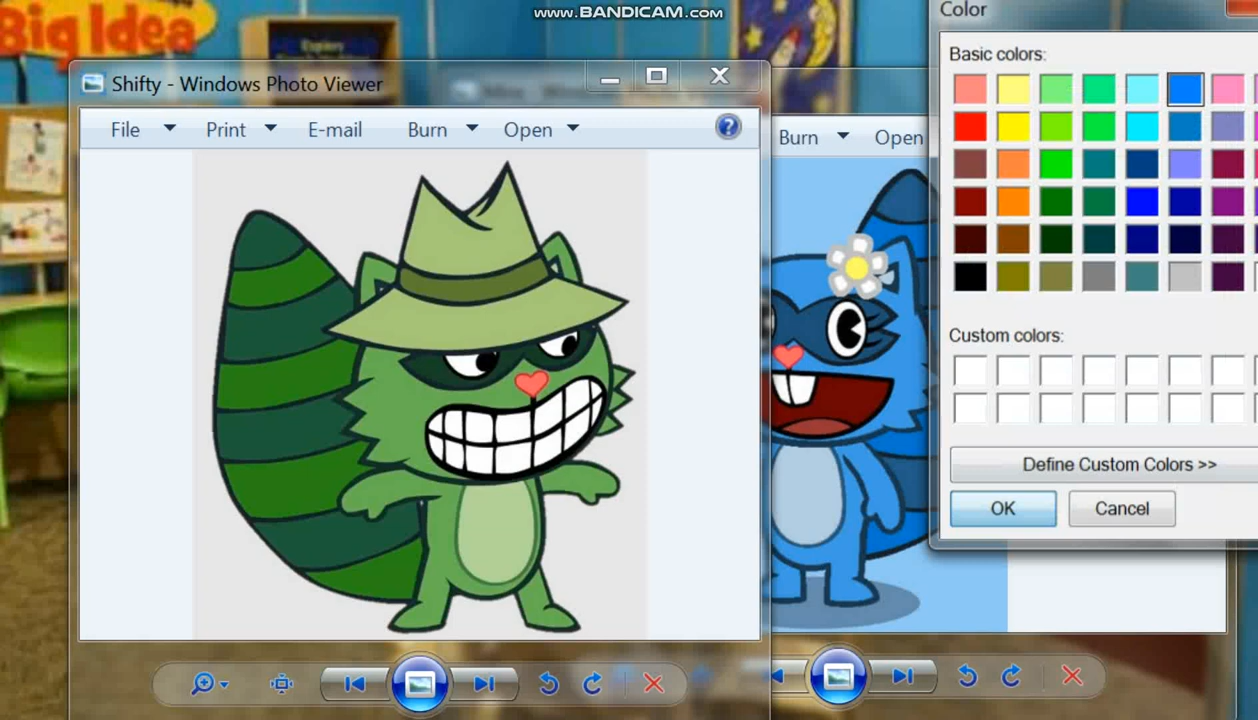 www.BANDICAM.com
Big Idea
Color
Shifty - Windows Photo Viewer
File Print E-mail Burn Open
Burn Open
Basic colors:
Custom colors:
Define Custom Colors >>
OK Cancel